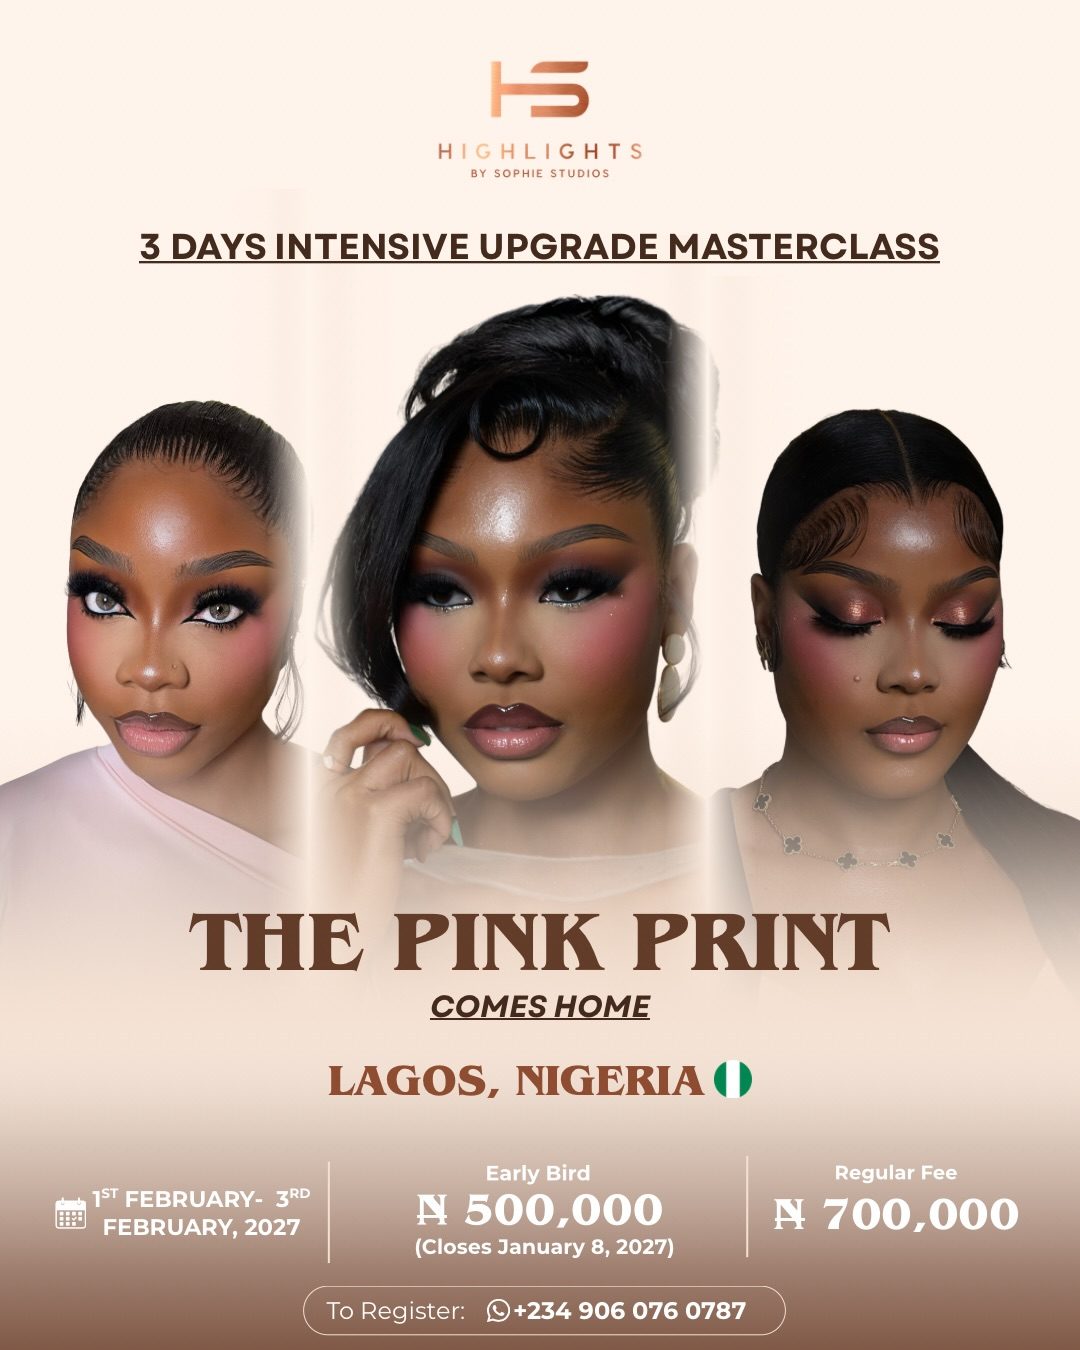 HS
HIGHLIGHTS
BY SOPHIE STUDIOS
3 DAYS INTENSIVE UPGRADE MASTERCLASS
THE PINK PRINT
COMES HOME
LAGOS, NIGERIA
1ST FEBRUARY- 3RD
FEBRUARY, 2027
Early Bird
₦ 500,000
(Closes January 8, 2027)
Regular Fee
₦ 700,000
To Register: +234 906 076 0787